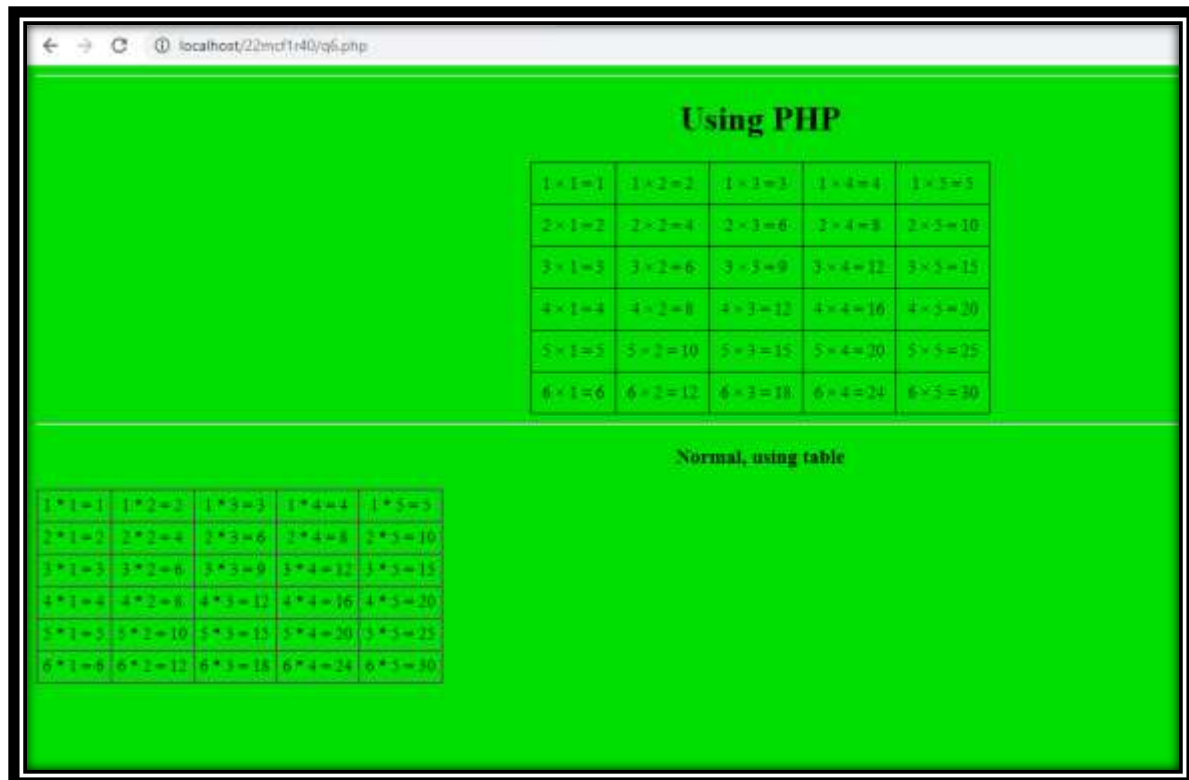 localhost/22mcf1r40/q6.php
Using PHP
1 × 1 = 1 1 × 2 = 2 1 × 3 = 3 1 × 4 = 4 1 × 5 = 5
2 × 1 = 2 2 × 2 = 4 2 × 3 = 6 2 × 4 = 8 2 × 5 = 10
3 × 1 = 3 3 × 2 = 6 3 × 3 = 9 3 × 4 = 12 3 × 5 = 15
4 × 1 = 4 4 × 2 = 8 4 × 3 = 12 4 × 4 = 16 4 × 5 = 20
5 × 1 = 5 5 × 2 = 10 5 × 3 = 15 5 × 4 = 20 5 × 5 = 25
6 × 1 = 6 6 × 2 = 12 6 × 3 = 18 6 × 4 = 24 6 × 5 = 30
Normal, using table
1 * 1 = 1 1 * 2 = 2 1 * 3 = 3 1 * 4 = 4 1 * 5 = 5
2 * 1 = 2 2 * 2 = 4 2 * 3 = 6 2 * 4 = 8 2 * 5 = 10
3 * 1 = 3 3 * 2 = 6 3 * 3 = 9 3 * 4 = 12 3 * 5 = 15
4 * 1 = 4 4 * 2 = 8 4 * 3 = 12 4 * 4 = 16 4 * 5 = 20
5 * 1 = 5 5 * 2 = 10 5 * 3 = 15 5 * 4 = 20 5 * 5 = 25
6 * 1 = 6 6 * 2 = 12 6 * 3 = 18 6 * 4 = 24 6 * 5 = 30